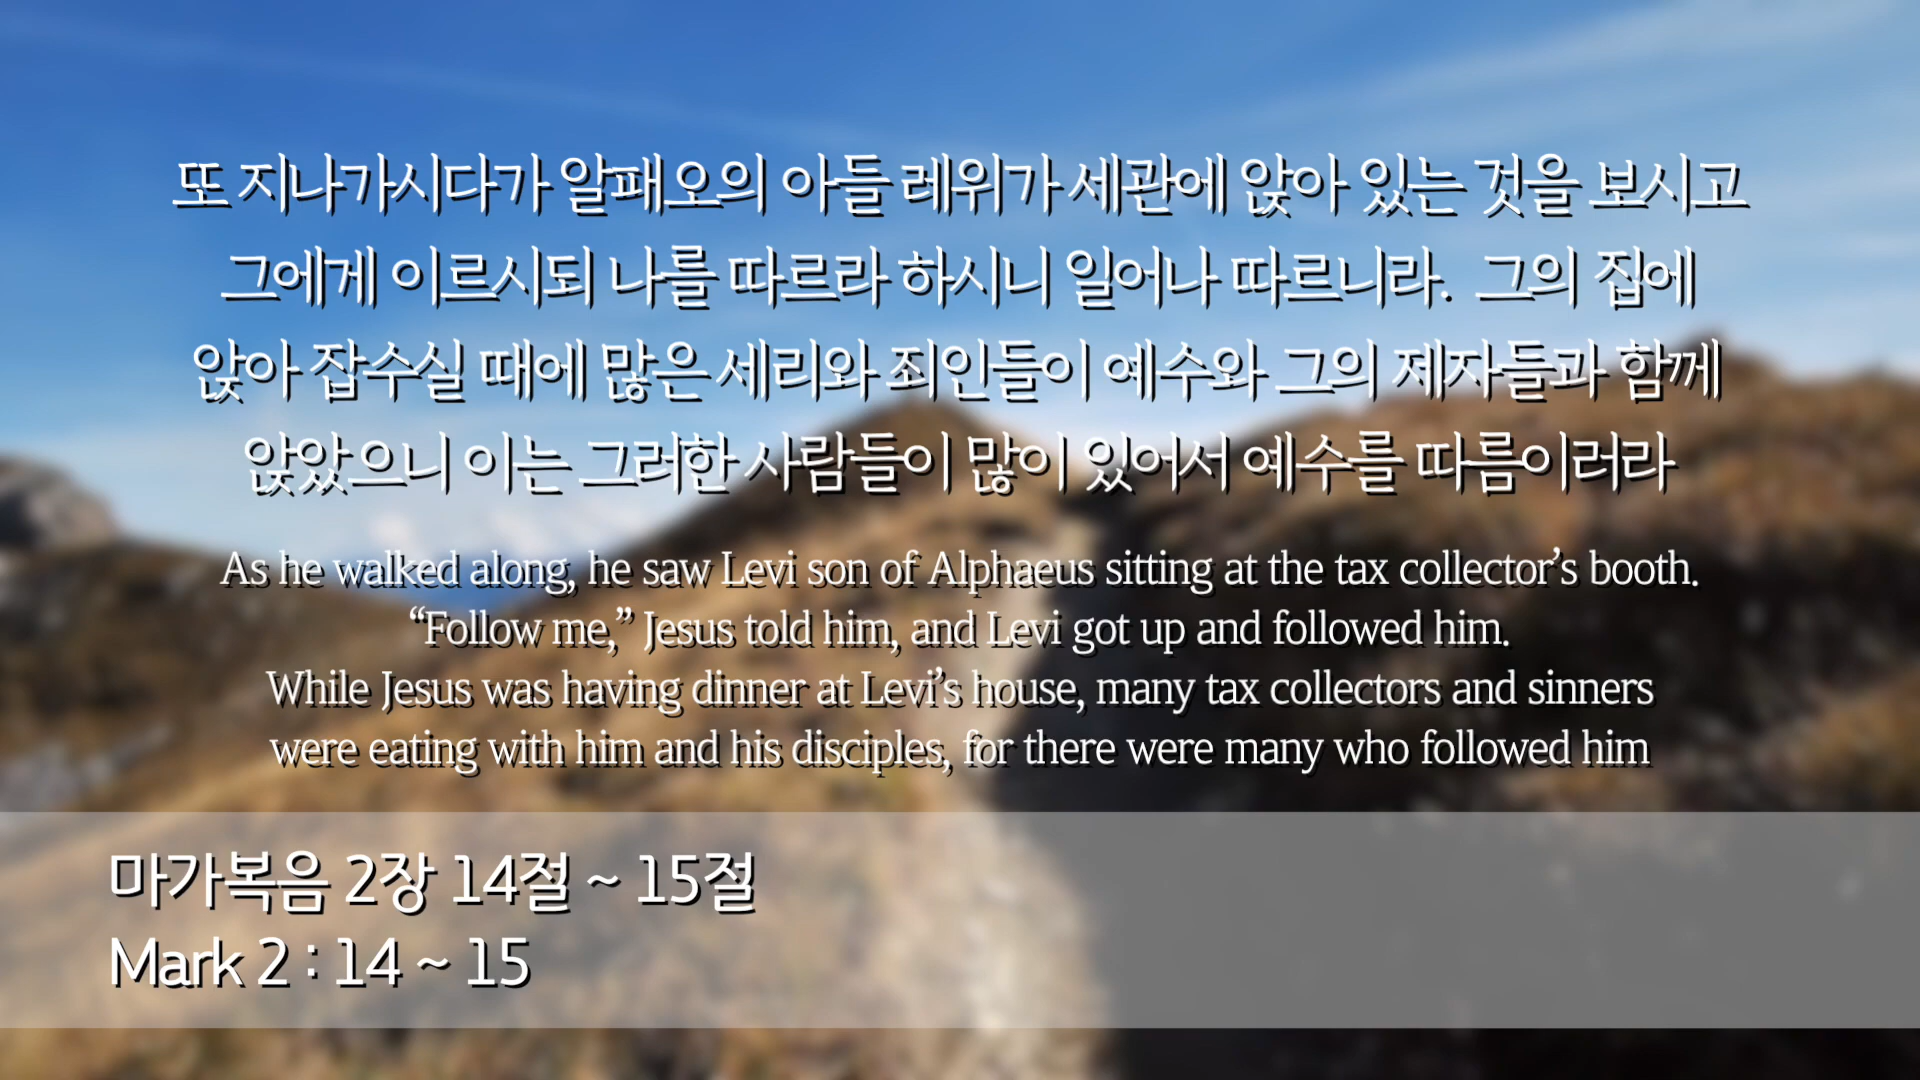 또 지나가시다가 알패오의 아들 레위가 세관에 앉아 있는 것을 보시고
그에게 이르시되 나를 따르라 하시니 일어나 따르니라. 그의 집에
앉아 잡수실 때에 많은 세리와 죄인들이 예수와 그의 제자들과 함께
앉았으니 이는 그러한 사람들이 많이 있어서 예수를 따름이러라
As he walked along, he saw Levi son of Alphaeus sitting at the tax collector’s booth.
“Follow me,” Jesus told him, and Levi got up and followed him.
While Jesus was having dinner at Levi’s house, many tax collectors and sinners
were eating with him and his disciples, for there were many who followed him
마가복음 2장 14절 ~ 15절
Mark 2 : 14 ~ 15